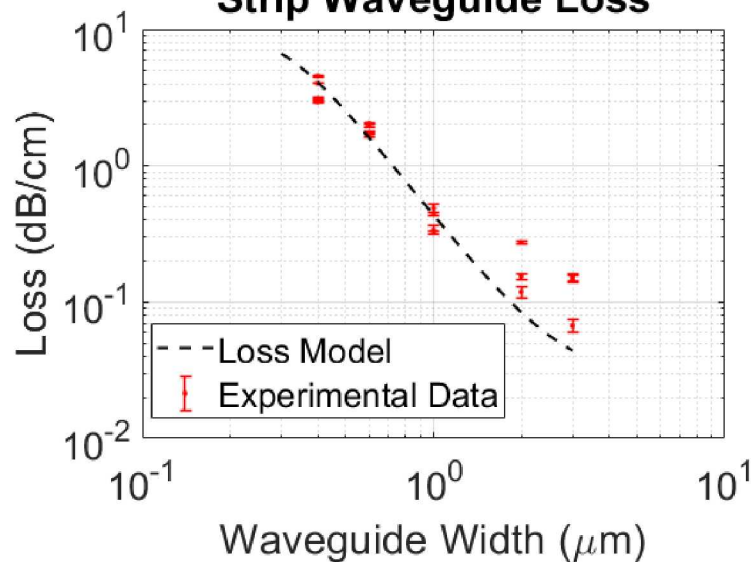 Strip Waveguide Loss
10^1
10^0
10^-1
10^-2
Loss (dB/cm)
Loss Model
Experimental Data
10^-1
10^0
10^1
Waveguide Width (μm)